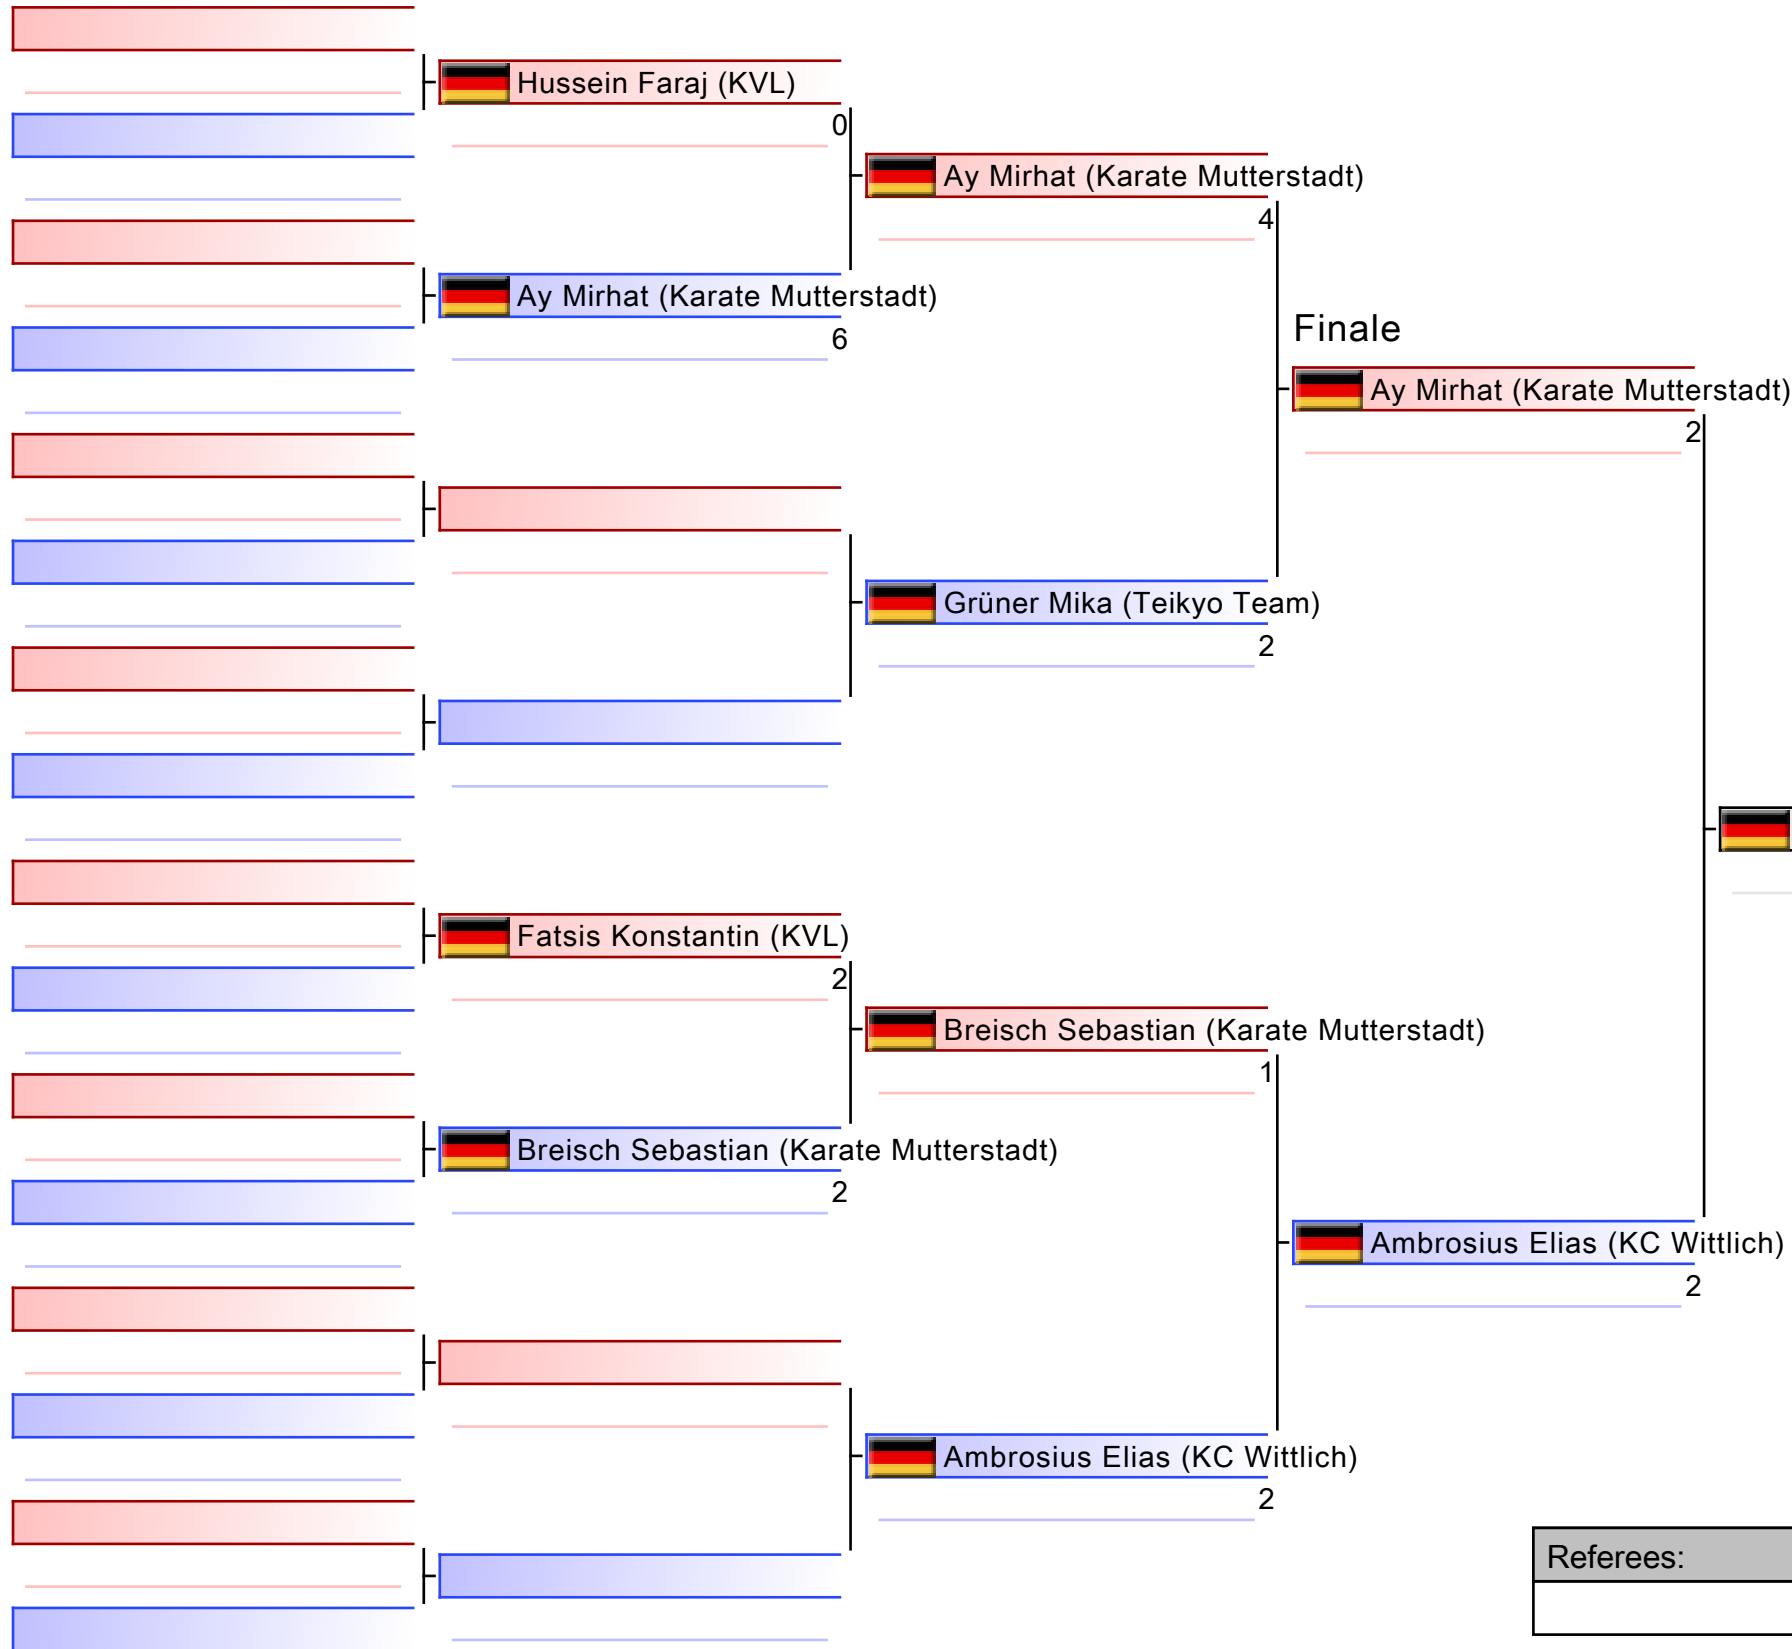 Hussein Faraj (KVL)
0
Ay Mirhat (Karate Mutterstadt)
4
Ay Mirhat (Karate Mutterstadt)
6
Finale
Ay Mirhat (Karate Mutterstadt)
2
Grüner Mika (Teikyo Team)
2
Fatsis Konstantin (KVL)
2
Breisch Sebastian (Karate Mutterstadt)
1
Breisch Sebastian (Karate Mutterstadt)
2
Ambrosius Elias (KC Wittlich)
2
Ambrosius Elias (KC Wittlich)
2
Referees: